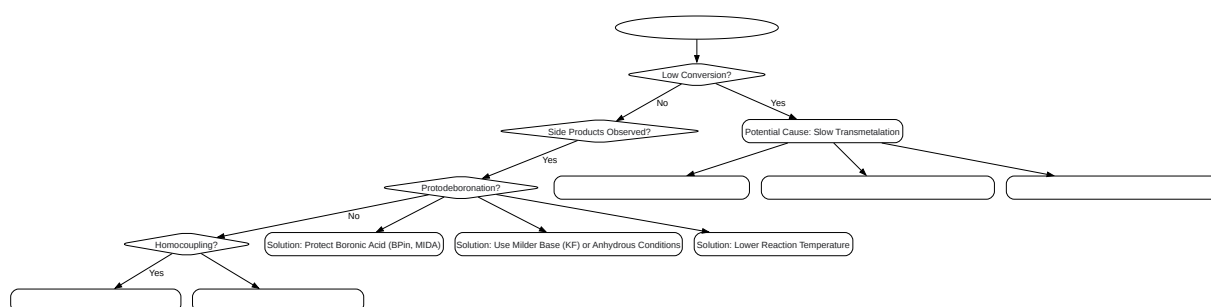 Low Conversion?
No
Yes
Side Products Observed?
Potential Cause: Slow Transmetalation
Yes
Protodeboronation?
No
Homocoupling?
Solution: Protect Boronic Acid (BPin, MIDA)
Solution: Use Milder Base (KF) or Anhydrous Conditions
Solution: Lower Reaction Temperature
Yes